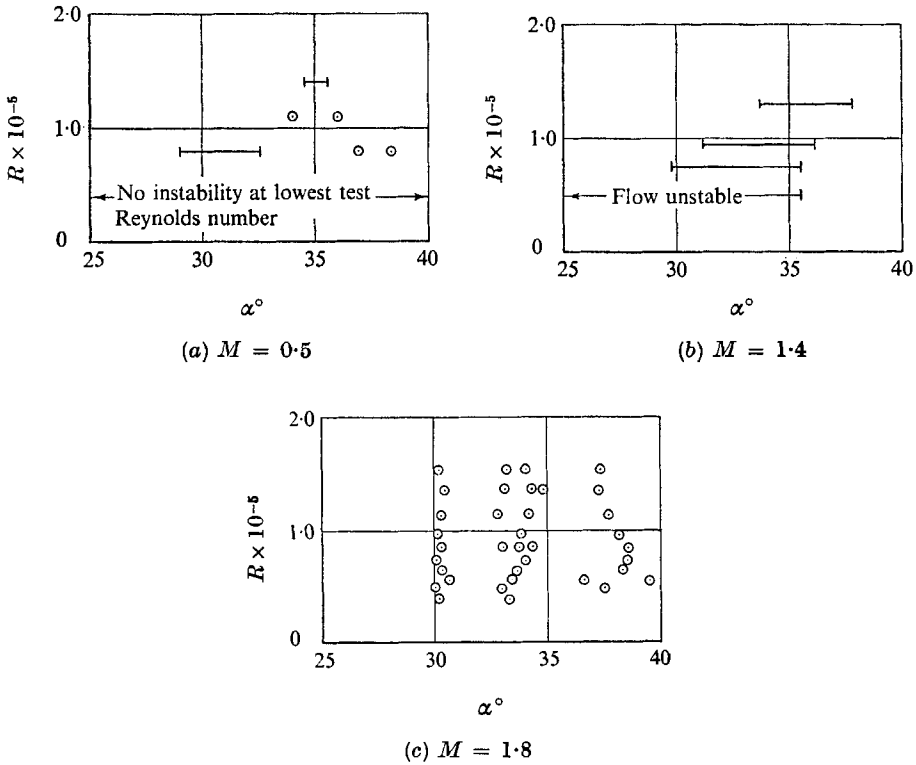 2·0
1·0
0
R × 10⁻⁵
No instability at lowest test
Reynolds number
25 30 35 40
α°
(a) M = 0·5
2·0
1·0
0
R × 10⁻⁵
Flow unstable
25 30 35 40
α°
(b) M = 1·4
2·0
1·0
0
R × 10⁻⁵
25 30 35 40
α°
(c) M = 1·8